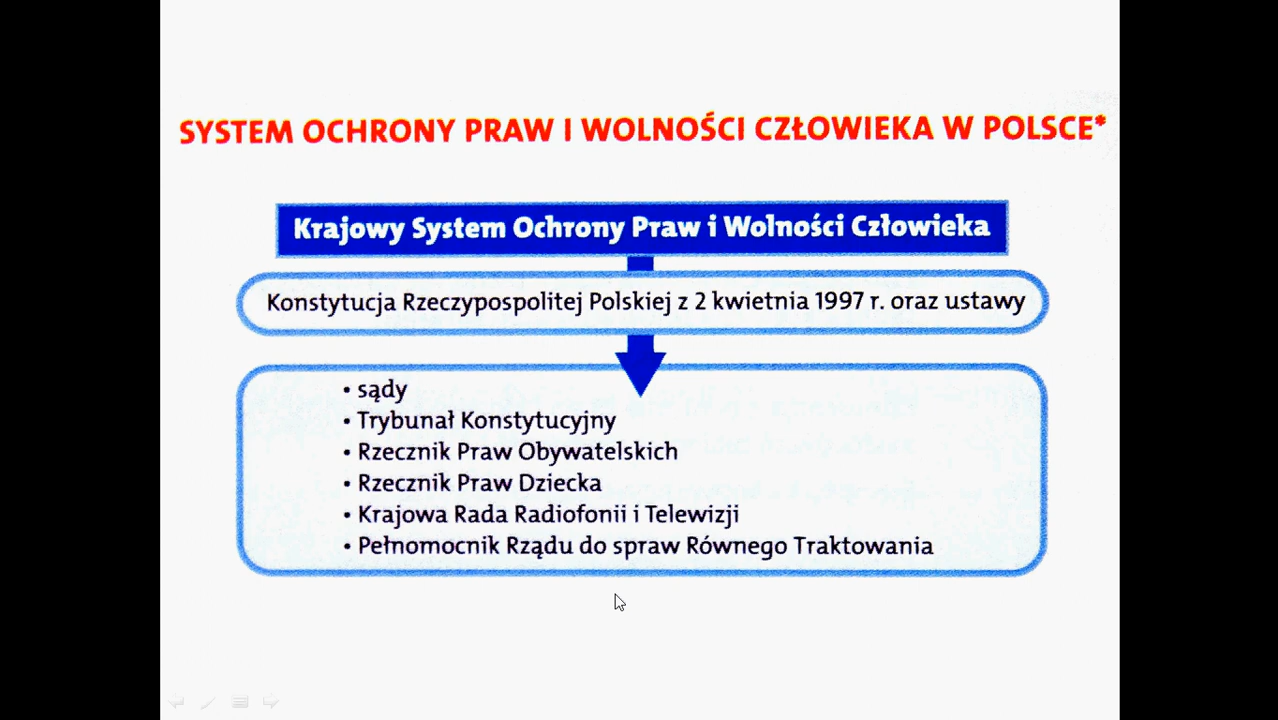 SYSTEM OCHRONY PRAW I WOLNOŚCI CZŁOWIEKA W POLSCE*
Krajowy System Ochrony Praw i Wolności Człowieka
Konstytucja Rzeczypospolitej Polskiej z 2 kwietnia 1997 r. oraz ustawy
• sądy
• Trybunał Konstytucyjny
• Rzecznik Praw Obywatelskich
• Rzecznik Praw Dziecka
• Krajowa Rada Radiofonii i Telewizji
• Pełnomocnik Rządu do spraw Równego Traktowania